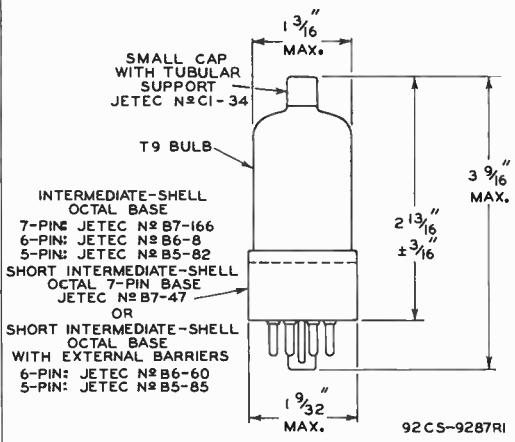 1 3/16"
MAX.
SMALL CAP
WITH TUBULAR
SUPPORT
JETEC Nº C1-34
T9 BULB
3 9/16"
MAX.
2 13/16"
±3/16"
INTERMEDIATE-SHELL
OCTAL BASE
7-PIN: JETEC Nº B7-166
6-PIN: JETEC Nº B6-8
5-PIN: JETEC Nº B5-82
SHORT INTERMEDIATE-SHELL
OCTAL 7-PIN BASE
JETEC Nº B7-47
OR
SHORT INTERMEDIATE-SHELL
OCTAL BASE
WITH EXTERNAL BARRIERS
6-PIN: JETEC Nº B6-60
5-PIN: JETEC Nº B5-85
1 9/32"
MAX.
92CS-9287R1